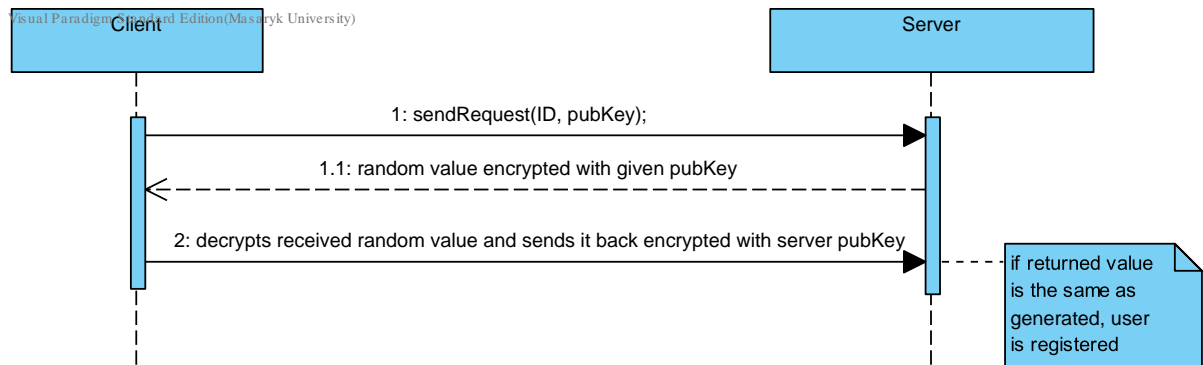 Visual Paradigm Standard Edition(Masaryk University)
Client
Server
1: sendRequest(ID, pubKey);
1.1: random value encrypted with given pubKey
2: decrypts received random value and sends it back encrypted with server pubKey
if returned value
is the same as
generated, user
is registered